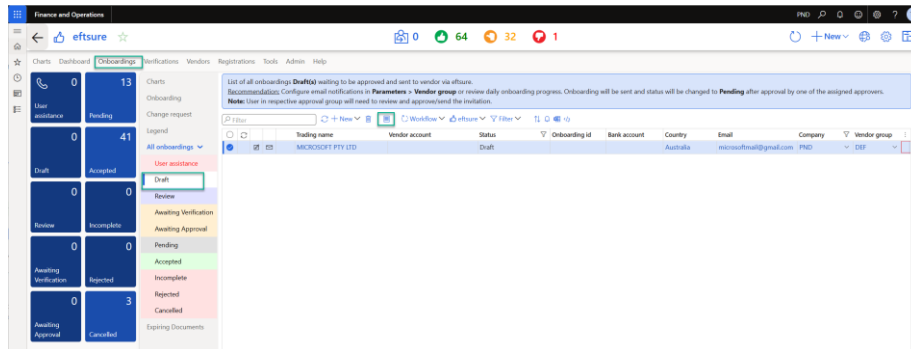 Finance and Operations
PND
?
eftsure
0
64
32
1
New
Charts Dashboard Onboardings Verifications Vendors Registrations Tools Admin Help
0
User assistance
13
Pending
0
Draft
41
Accepted
0
Review
0
Incomplete
0
Awaiting Verification
0
Rejected
0
Awaiting Approval
3
Cancelled
Charts
Onboarding
Change request
Legend
All onboardings
User assistance
Draft
Review
Awaiting Verification
Awaiting Approval
Pending
Accepted
Incomplete
Rejected
Cancelled
Expiring Documents
List of all onboardings Draft(s) waiting to be approved and sent to vendor via eftsure.
Recommendation: Configure email notifications in Parameters > Vendor group or review daily onboarding progress. Onboarding will be sent and status will be changed to Pending after approval by one of the assigned approvers.
Note: User in respective approval group will need to review and approve/send the invitation.
Filter New Workflow eftsure Filter
Trading name Vendor account Status Onboarding id Bank account Country Email Company Vendor group
MICROSOFT PTY LTD Draft Australia microsoftmail@gmail.com PND DEF